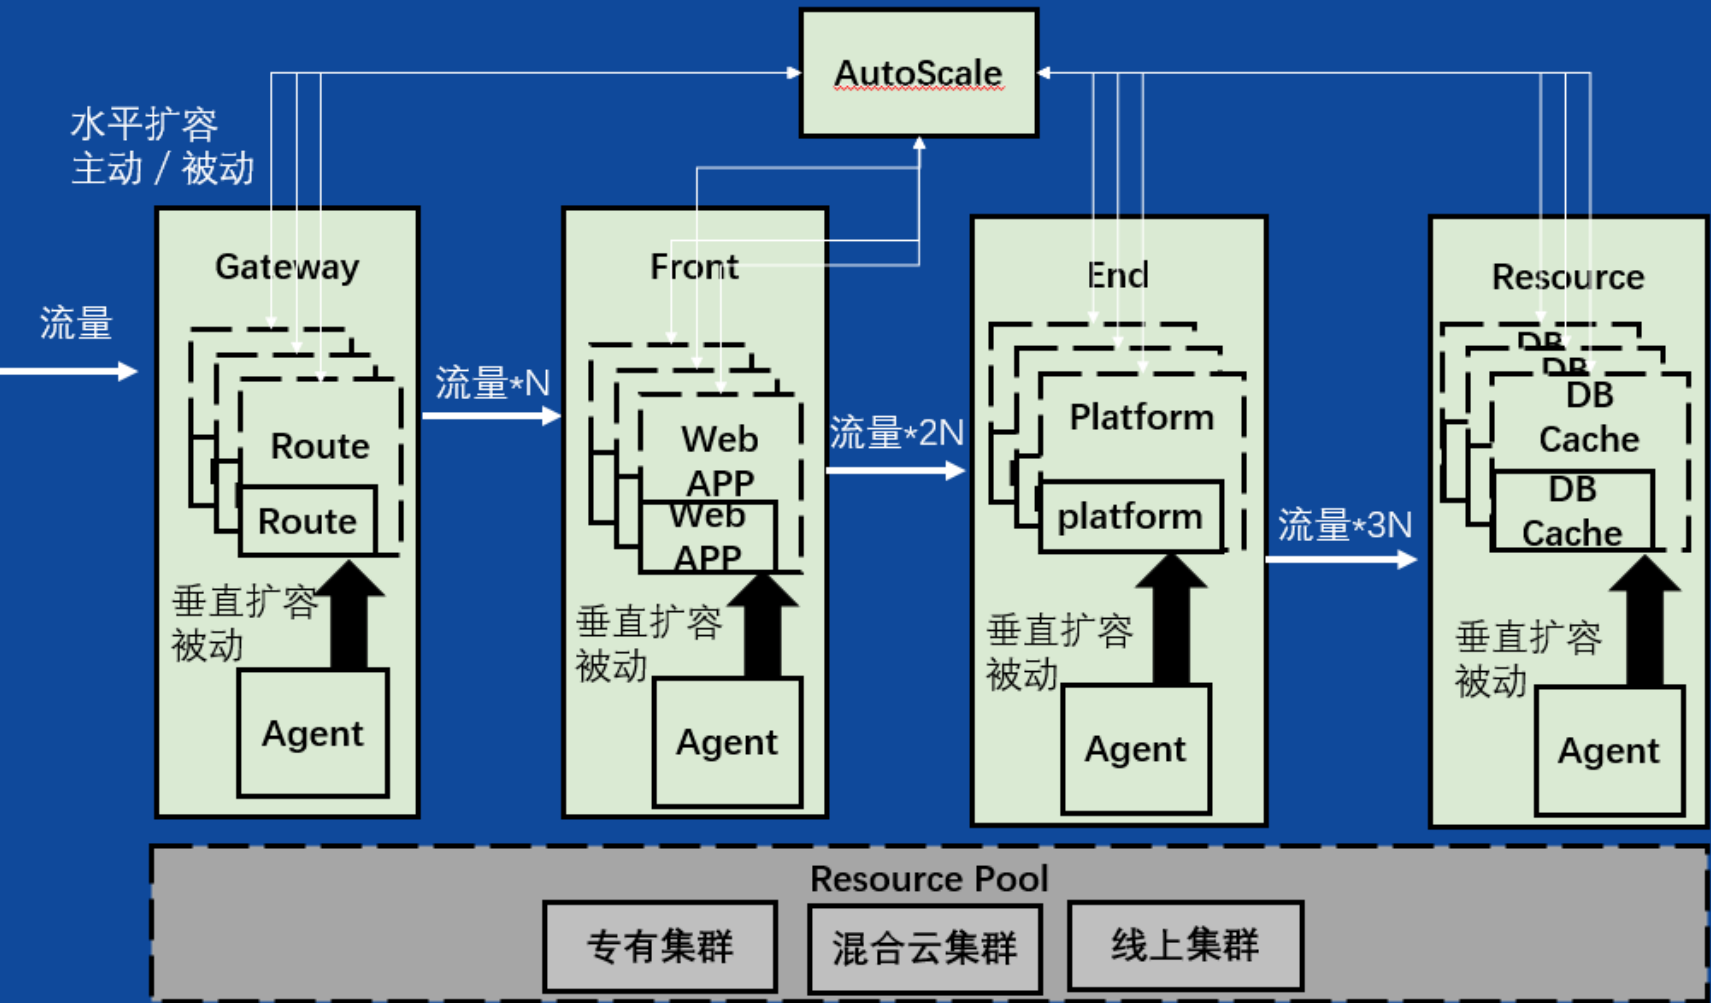 AutoScale
水平扩容
主动 / 被动
流量
Gateway
Route
Route
垂直扩容
被动
Agent
流量*N
Front
Web
APP
Web
APP
垂直扩容
被动
Agent
流量*2N
End
Platform
platform
垂直扩容
被动
Agent
流量*3N
Resource
DB
DB
DB
Cache
DB
Cache
垂直扩容
被动
Agent
Resource Pool
专有集群
混合云集群
线上集群